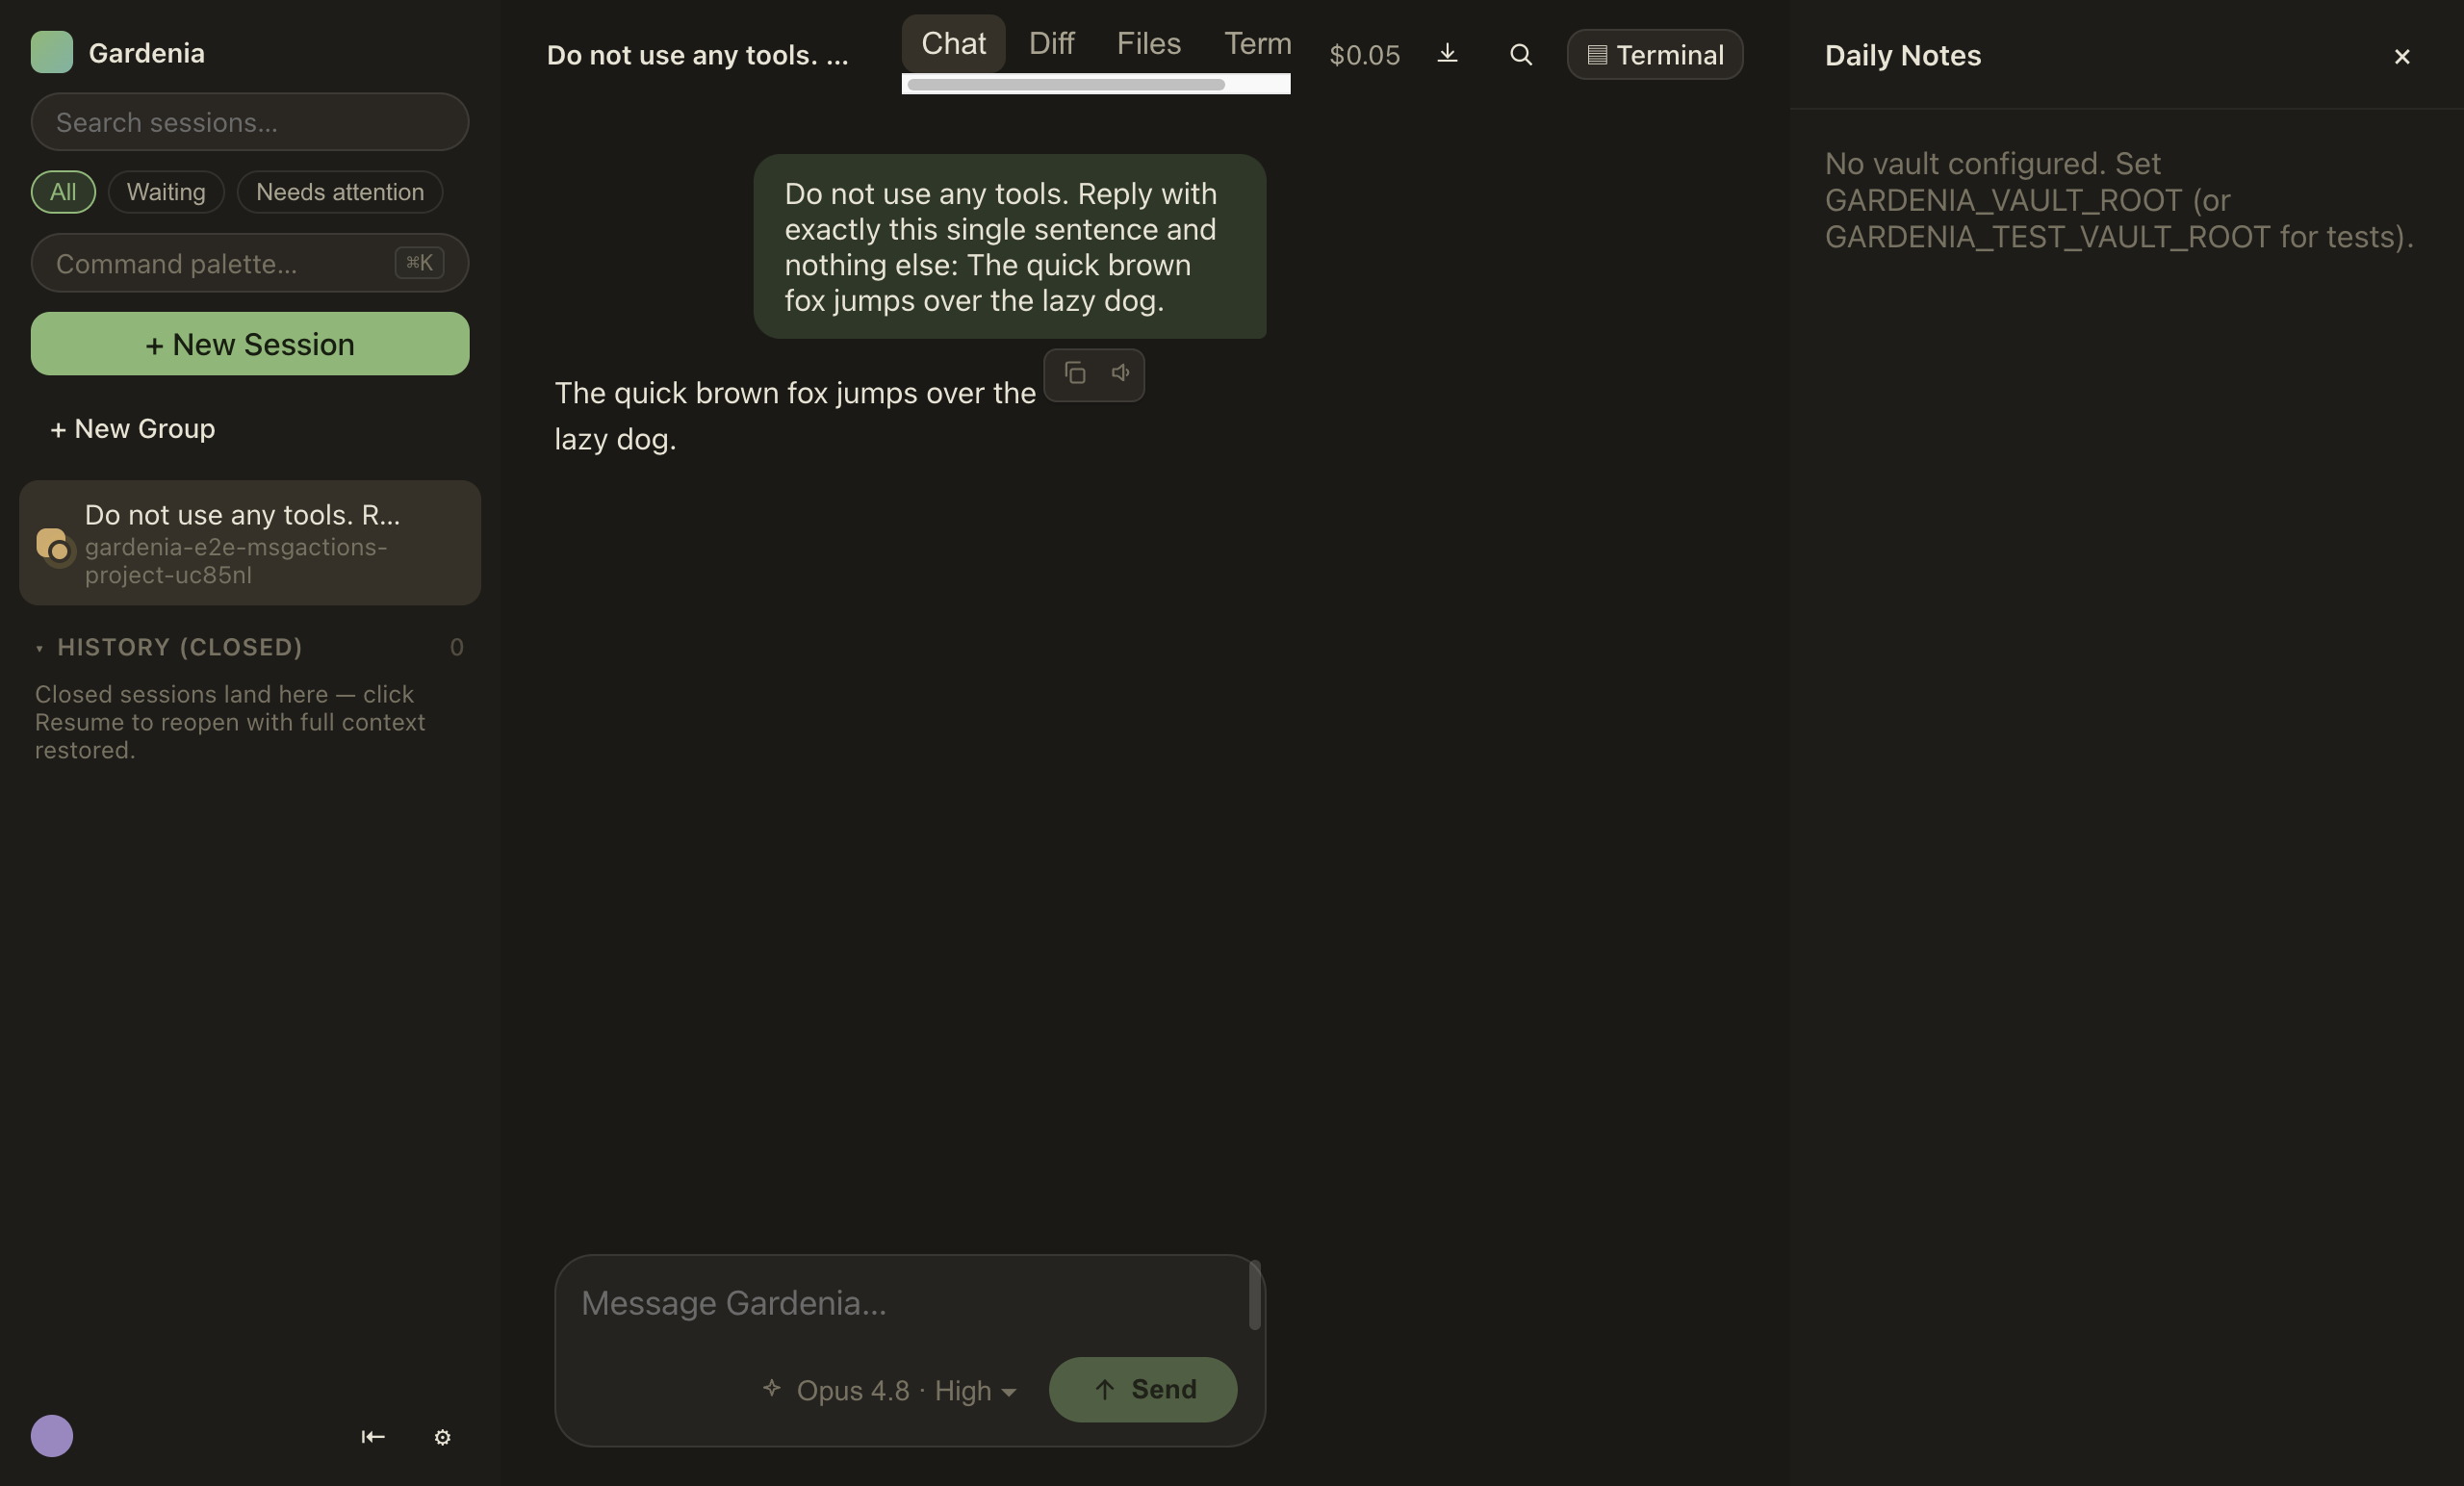 Gardenia
Search sessions…
All
Waiting
Needs attention
Command palette…
⌘K
+ New Session
+ New Group
Do not use any tools. R…
gardenia-e2e-msgactions-
project-uc85nl
HISTORY (CLOSED)
0
Closed sessions land here — click
Resume to reopen with full context
restored.
Do not use any tools. …
Chat
Diff
Files
Term
$0.05
Terminal
Do not use any tools. Reply with
exactly this single sentence and
nothing else: The quick brown
fox jumps over the lazy dog.
The quick brown fox jumps over the
lazy dog.
Message Gardenia…
Opus 4.8 · High
Send
Daily Notes
No vault configured. Set
GARDENIA_VAULT_ROOT (or
GARDENIA_TEST_VAULT_ROOT for tests).